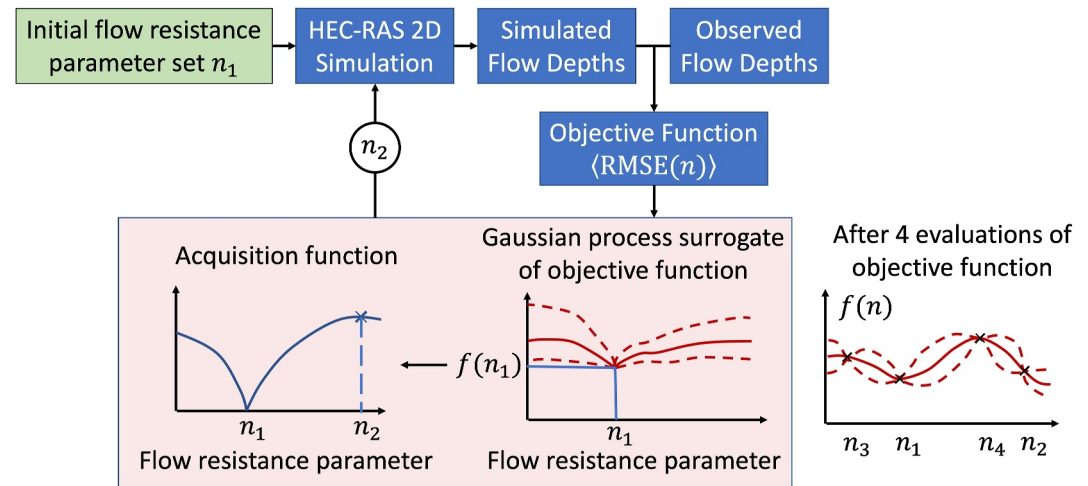 Initial flow resistance
parameter set n₁
HEC-RAS 2D
Simulation
Simulated
Flow Depths
Observed
Flow Depths
n₂
Objective Function
⟨RMSE(n)⟩
Acquisition function
n₁
n₂
Flow resistance parameter
Gaussian process surrogate
of objective function
f(n₁)
n₁
Flow resistance parameter
After 4 evaluations of
objective function
f(n)
n₃ n₁ n₄ n₂